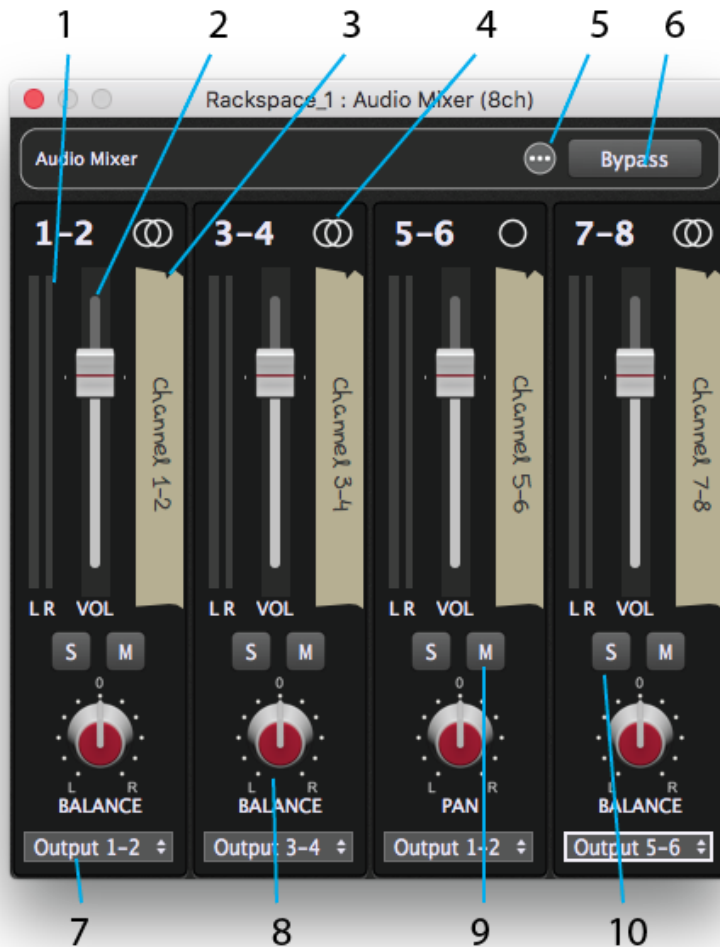 1 2 3 4 5 6
Rackspace_1 : Audio Mixer (8ch)
Audio Mixer ... Bypass
1-2 3-4 5-6 7-8
Channel 1-2 Channel 3-4 Channel 5-6 Channel 7-8
L R VOL L R VOL L R VOL L R VOL
S M S M S M S M
0 0 0 0
L R L R L R L R
BALANCE BALANCE PAN BALANCE
Output 1-2 Output 3-4 Output 1-2 Output 5-6
7 8 9 10